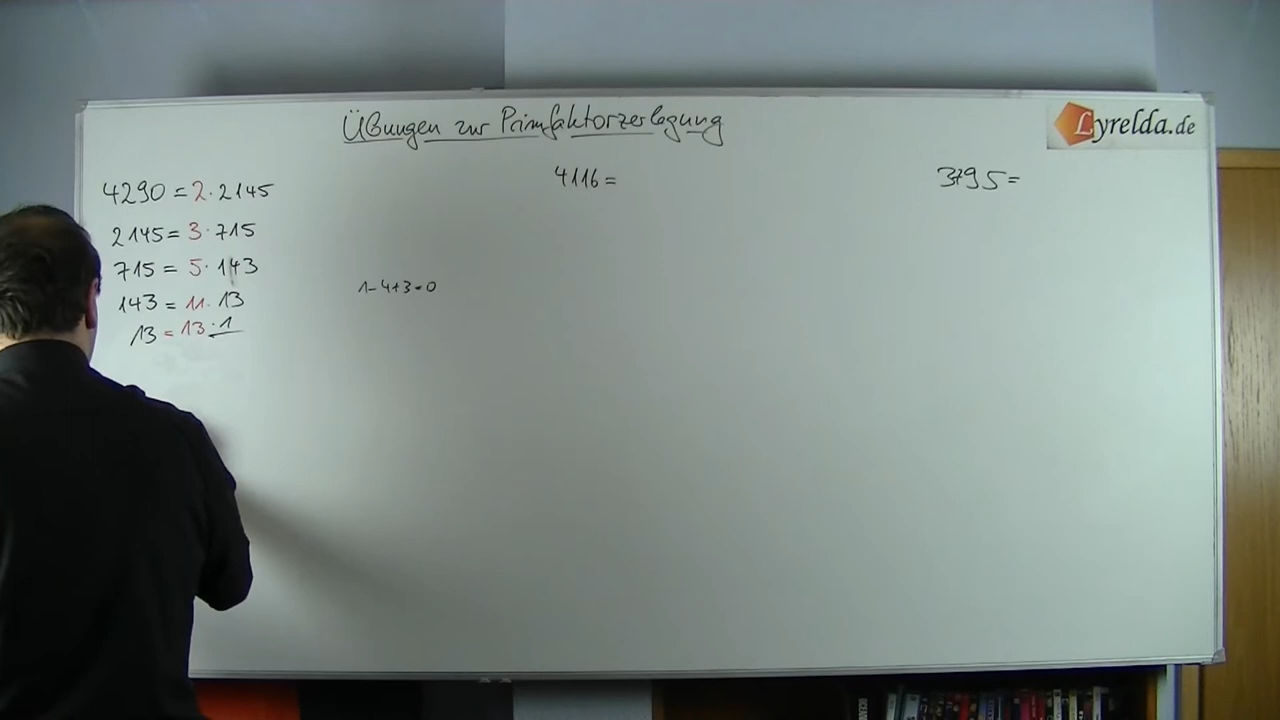 Übungen zur Primfaktorzerlegung
Lyrelda.de
4290 = 2 · 2145
2145 = 3 · 715
715 = 5 · 143
143 = 11 · 13
13 = 13 · 1
1-4+3=0
4116 =
3795 =